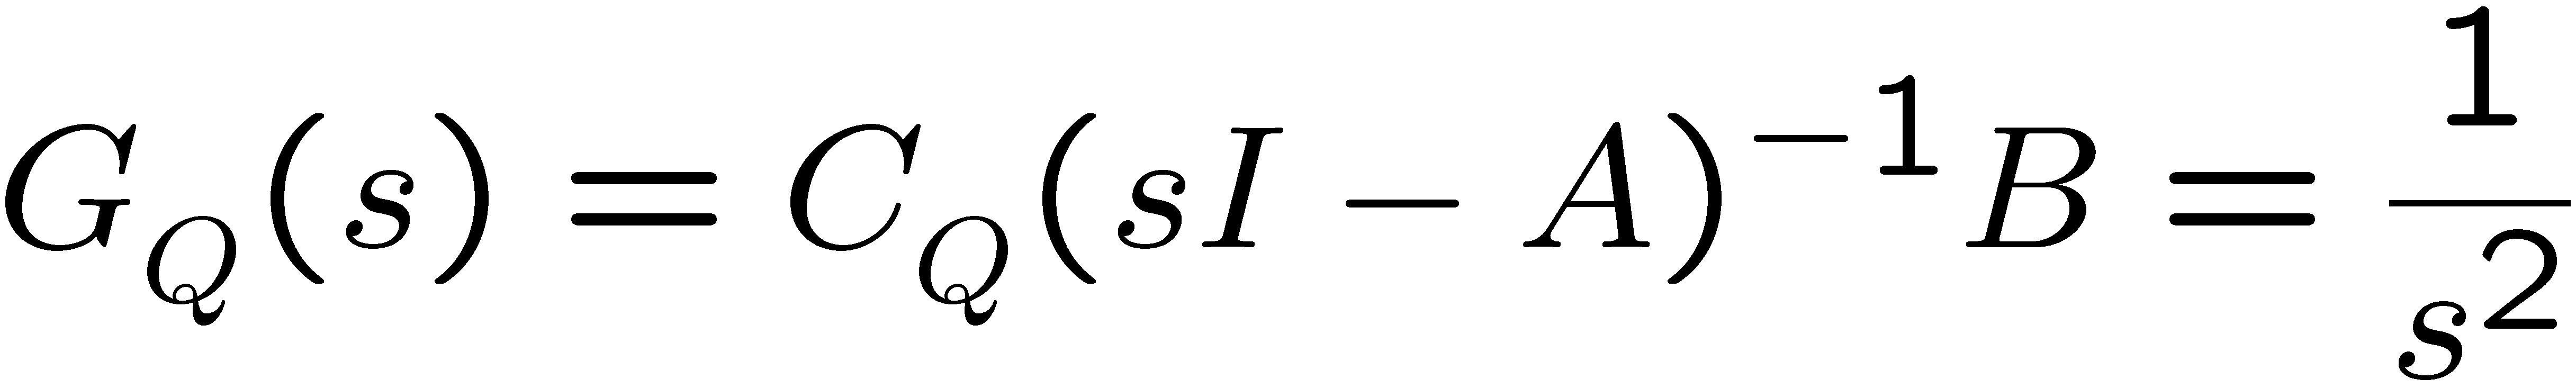 G_Q(s) = C_Q(sI − A)^{−1}B = \frac{1}{s^2}